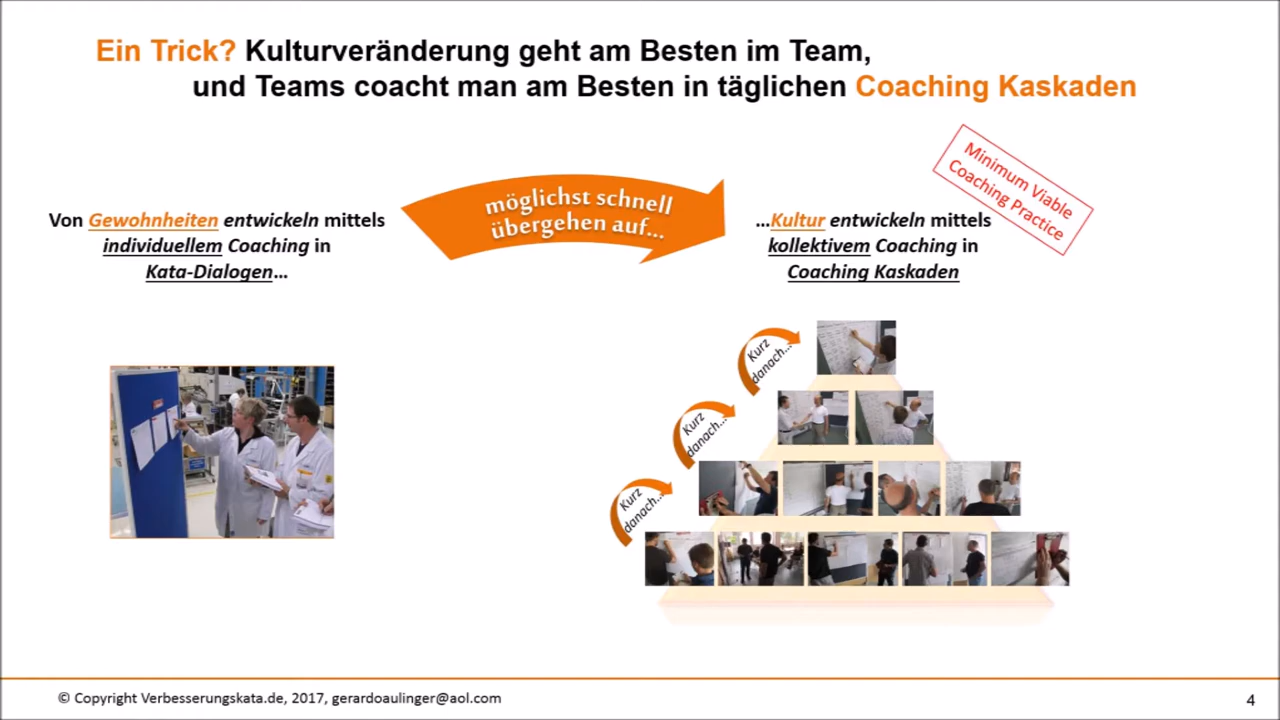 Ein Trick? Kulturveränderung geht am Besten im Team,
und Teams coacht man am Besten in täglichen Coaching Kaskaden
Minimum Viable
Coaching Practice
Von Gewohnheiten entwickeln mittels
individuellem Coaching in
Kata-Dialogen...
möglichst schnell
übergehen auf...
...Kultur entwickeln mittels
kollektivem Coaching in
Coaching Kaskaden
Kurz
danach...
Kurz
danach...
Kurz
danach...
© Copyright Verbesserungskata.de, 2017, gerardoaulinger@aol.com
4